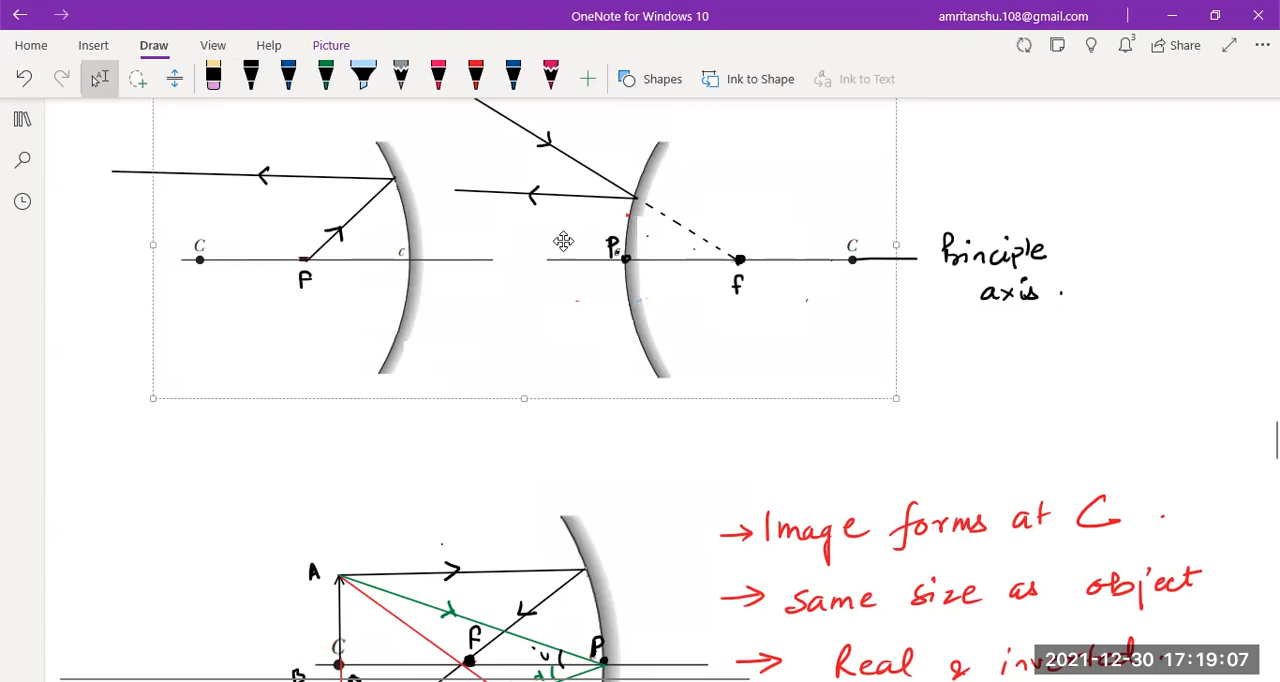 OneNote for Windows 10
amritanshu.108@gmail.com
Home Insert Draw View Help Picture
3
Share
Shapes
Ink to Shape
Ink to Text
C
F
c
P
f
C
Principle
axis .
→ Image forms at C .
→ Same size as object
→ Real & inverted.
A
C
F
P
B
2021-12-30 17:19:07